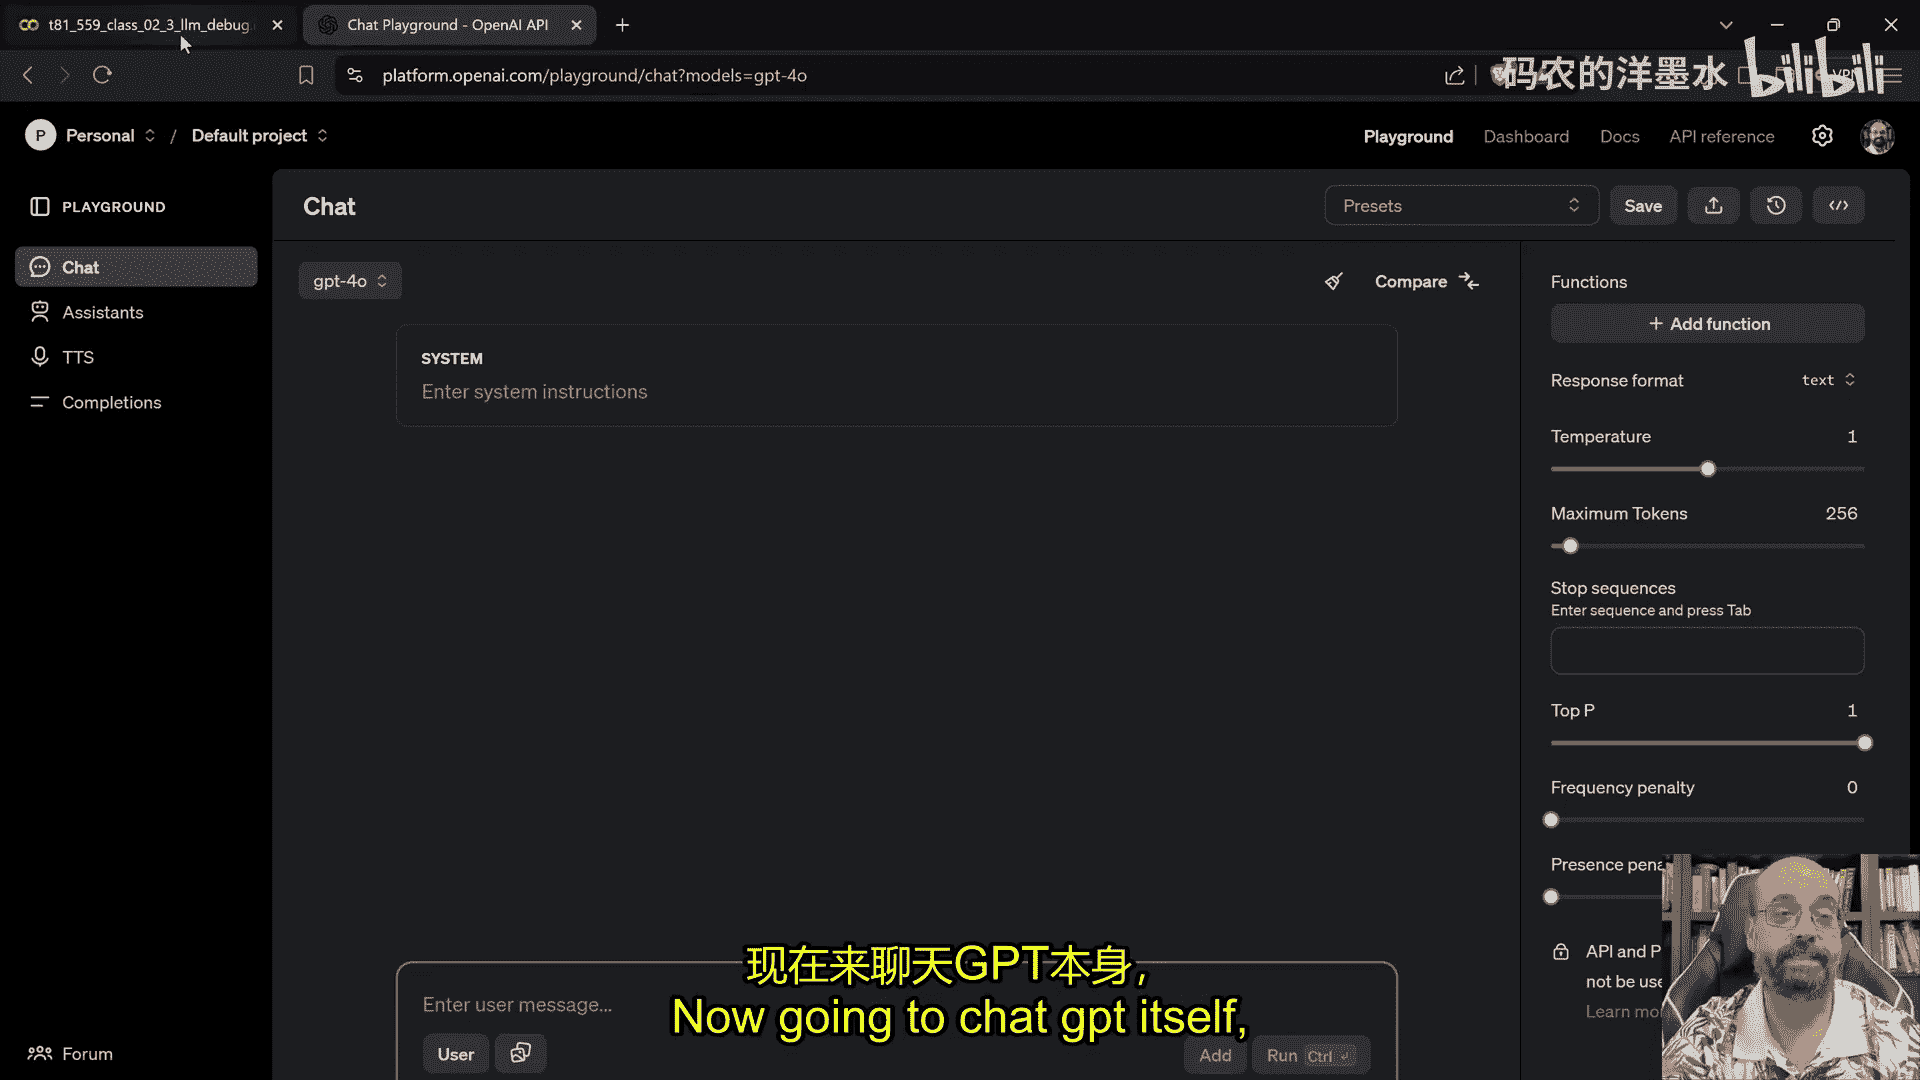 t81_559_class_02_3_llm_debug
Chat Playground - OpenAI API
platform.openai.com/playground/chat?models=gpt-4o
VPN
码农的洋墨水
bilibili
P
Personal
/
Default project
Playground
Dashboard
Docs
API reference
PLAYGROUND
Chat
Assistants
TTS
Completions
Forum
Chat
Presets
Save
gpt-4o
Compare
SYSTEM
Enter system instructions
Functions
+ Add function
Response format
text
Temperature
1
Maximum Tokens
256
Stop sequences
Enter sequence and press Tab
Top P
1
Frequency penalty
0
Presence
API and
not be
Learn
现在来聊天GPT本身,
Now going to chat gpt itself,
Enter user message...
User
Add
Run Ctrl ↵